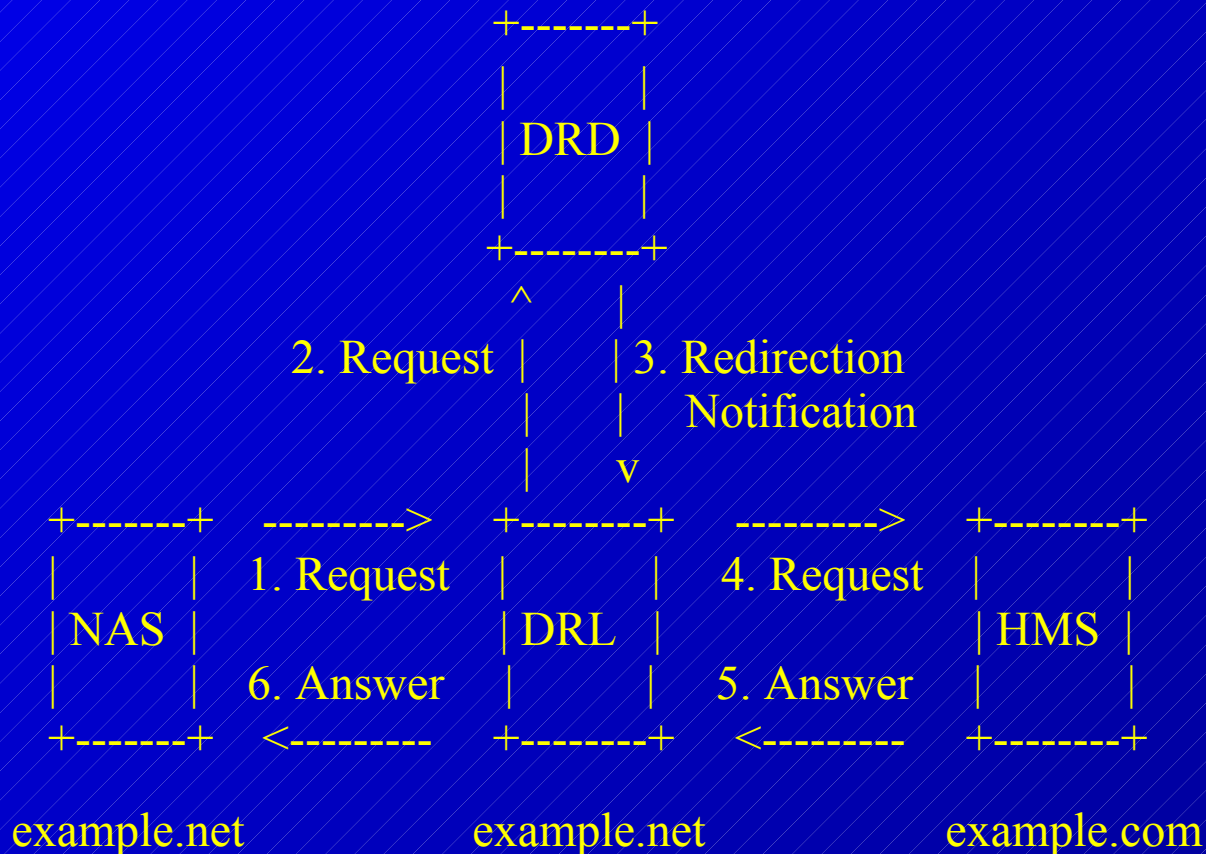 +-------+
|       |
| DRD |
|       |
+--------+
^       |
2. Request |       | 3. Redirection
|       |    Notification
|       v
+-------+    --------->    +--------+    --------->    +--------+
|       |  1. Request  |       |  4. Request  |       |
| NAS |       | DRL |       | HMS |
|       |  6. Answer  |       |  5. Answer  |       |
+-------+    <---------    +--------+    <---------    +--------+
example.net    example.net    example.com